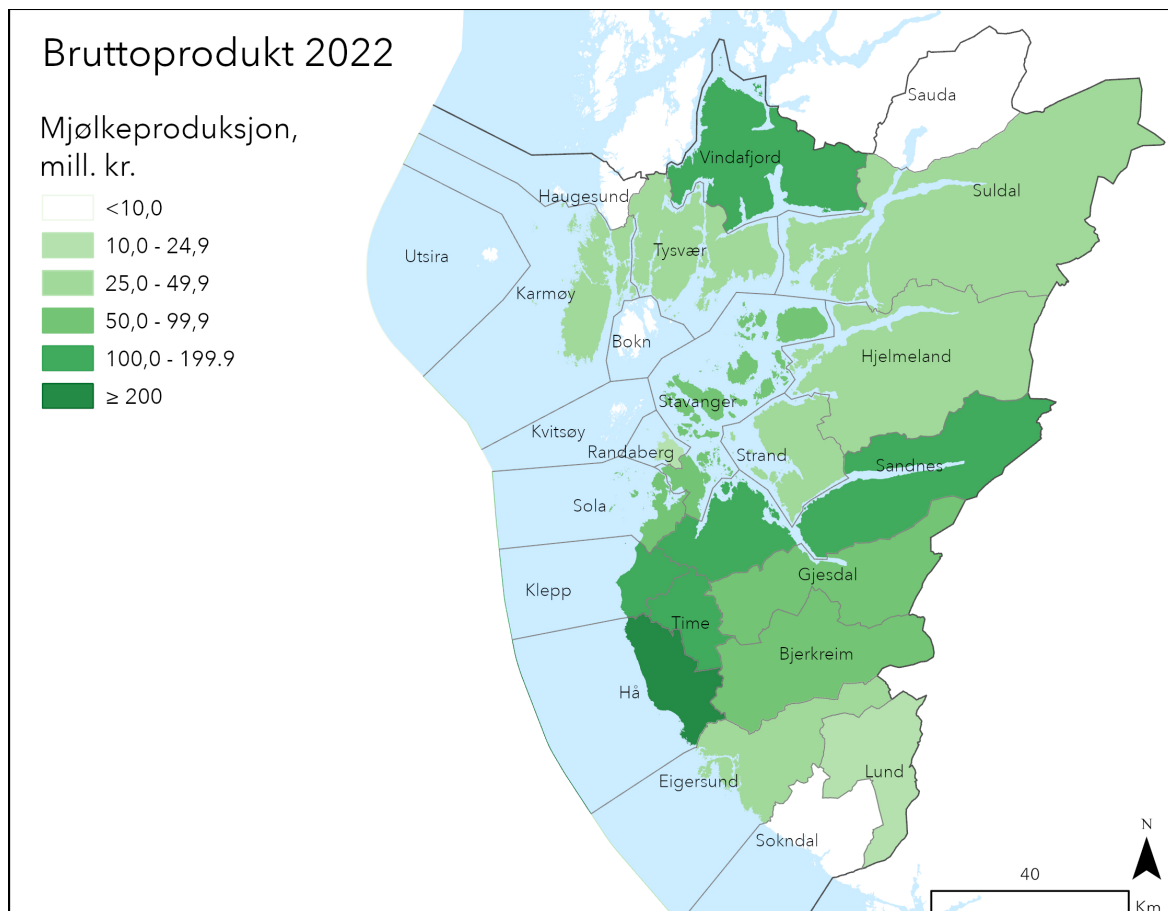 Bruttoprodukt 2022
Mjølkeproduksjon,
mill. kr.
<10,0
10,0 - 24,9
25,0 - 49,9
50,0 - 99,9
100,0 - 199.9
≥ 200
Sauda
Vindafjord
Suldal
Haugesund
Tysvær
Utsira
Karmøy
Bokn
Hjelmeland
Stavanger
Kvitsøy
Randaberg
Strand
Sandnes
Sola
Gjesdal
Klepp
Time
Bjerkreim
Hå
Lund
Eigersund
Sokndal
N
40
Km